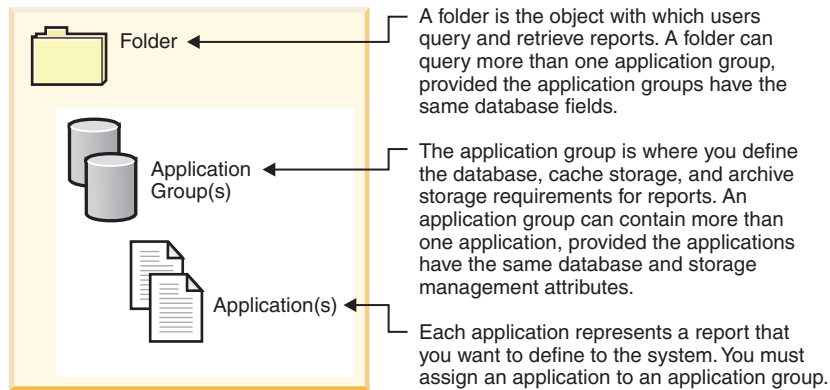 Folder
A folder is the object with which users
query and retrieve reports. A folder can
query more than one application group,
provided the application groups have the
same database fields.
Application
Group(s)
The application group is where you define
the database, cache storage, and archive
storage requirements for reports. An
application group can contain more than
one application, provided the applications
have the same database and storage
management attributes.
Application(s)
Each application represents a report that
you want to define to the system. You must
assign an application to an application group.